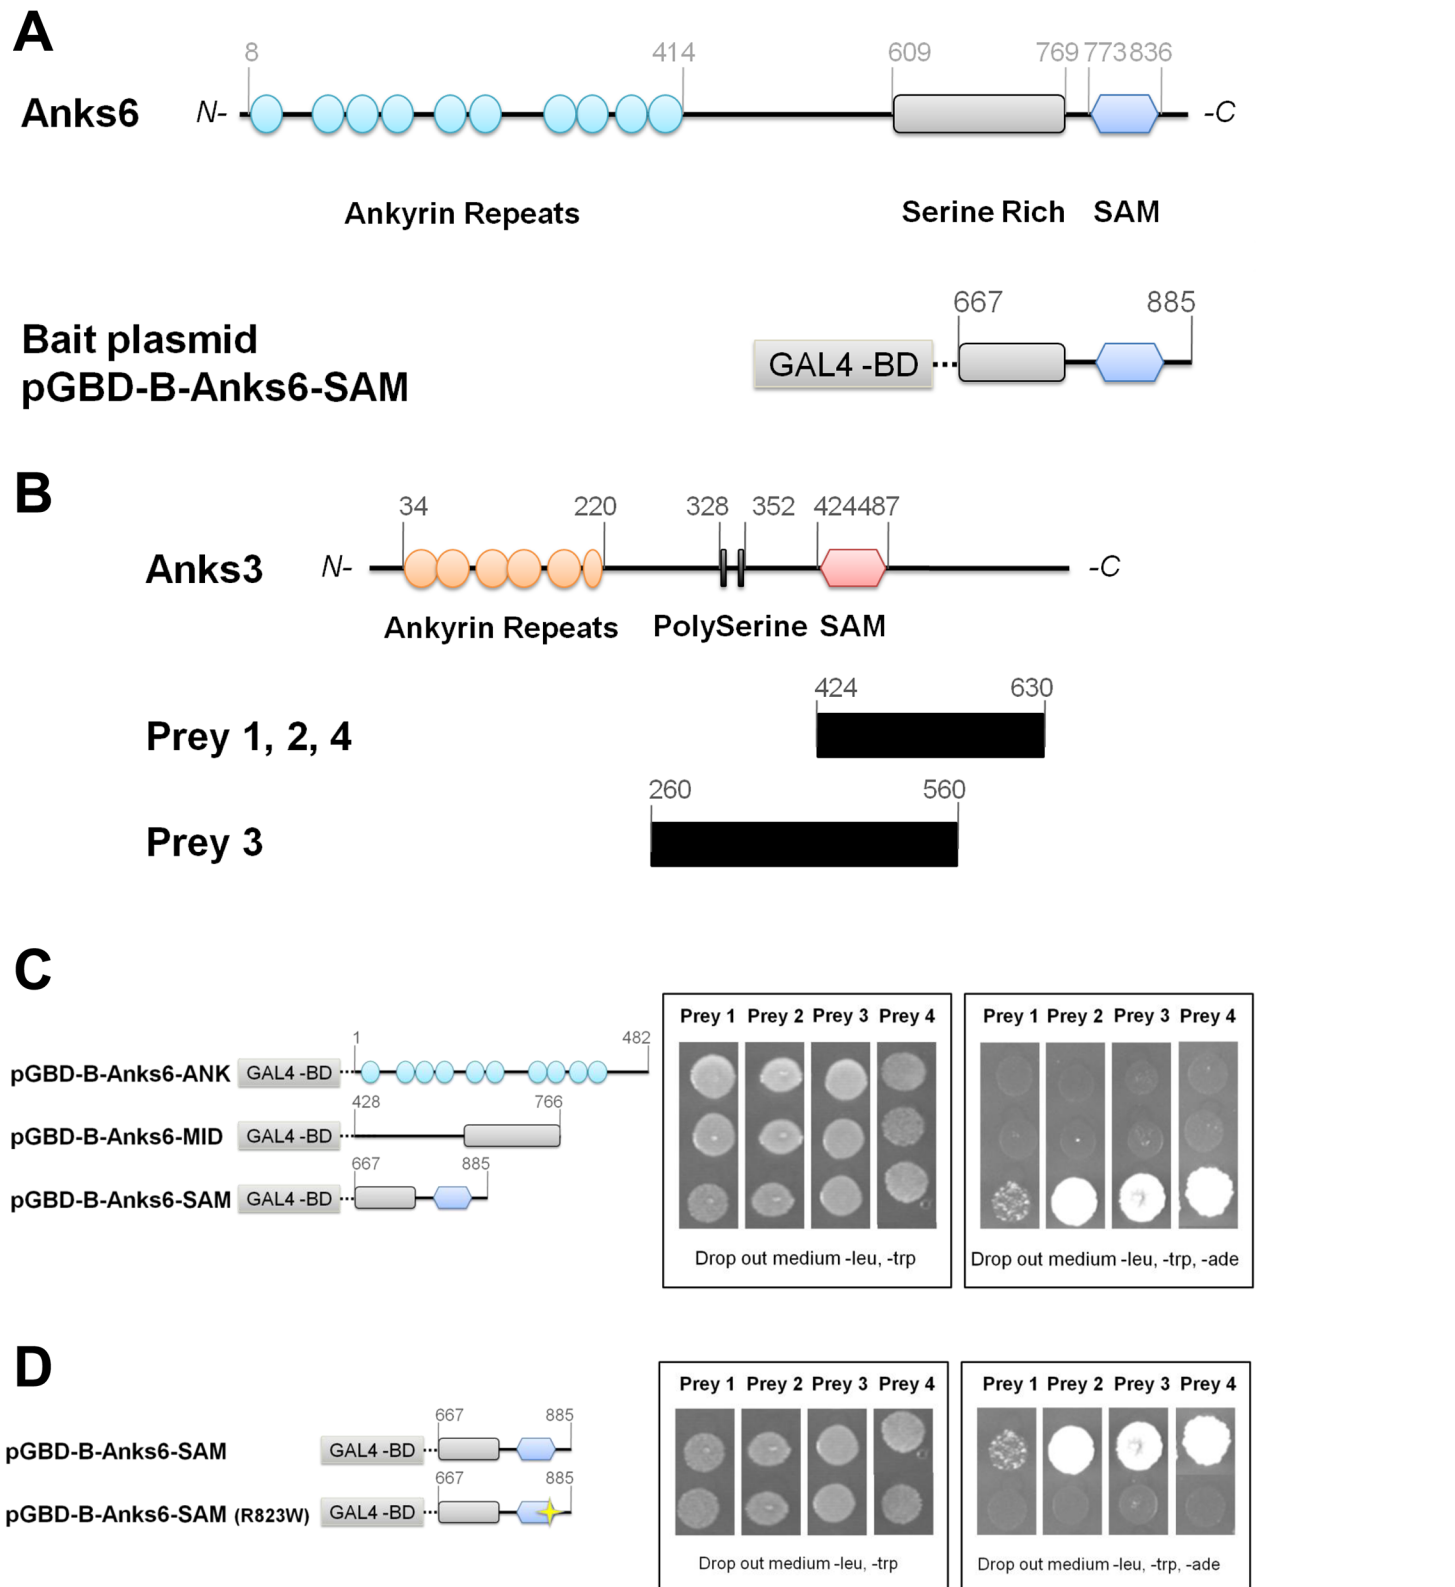 A
8 414 609 769 773 836
Anks6 N- -C
Ankyrin Repeats Serine Rich SAM
667 885
Bait plasmid
pGBD-B-Anks6-SAM
GAL4 -BD
B
34 220 328 352 424 487
Anks3 N- -C
Ankyrin Repeats PolySerine SAM
424 630
Prey 1, 2, 4
260 560
Prey 3
C
Prey 1 Prey 2 Prey 3 Prey 4 Prey 1 Prey 2 Prey 3 Prey 4
1 482
pGBD-B-Anks6-ANK GAL4 -BD
428 766
pGBD-B-Anks6-MID GAL4 -BD
667 885
pGBD-B-Anks6-SAM GAL4 -BD
Drop out medium -leu, -trp Drop out medium -leu, -trp, -ade
D
Prey 1 Prey 2 Prey 3 Prey 4 Prey 1 Prey 2 Prey 3 Prey 4
667 885
pGBD-B-Anks6-SAM GAL4 -BD
667 885
pGBD-B-Anks6-SAM (R823W) GAL4 -BD
Drop out medium -leu, -trp Drop out medium -leu, -trp, -ade